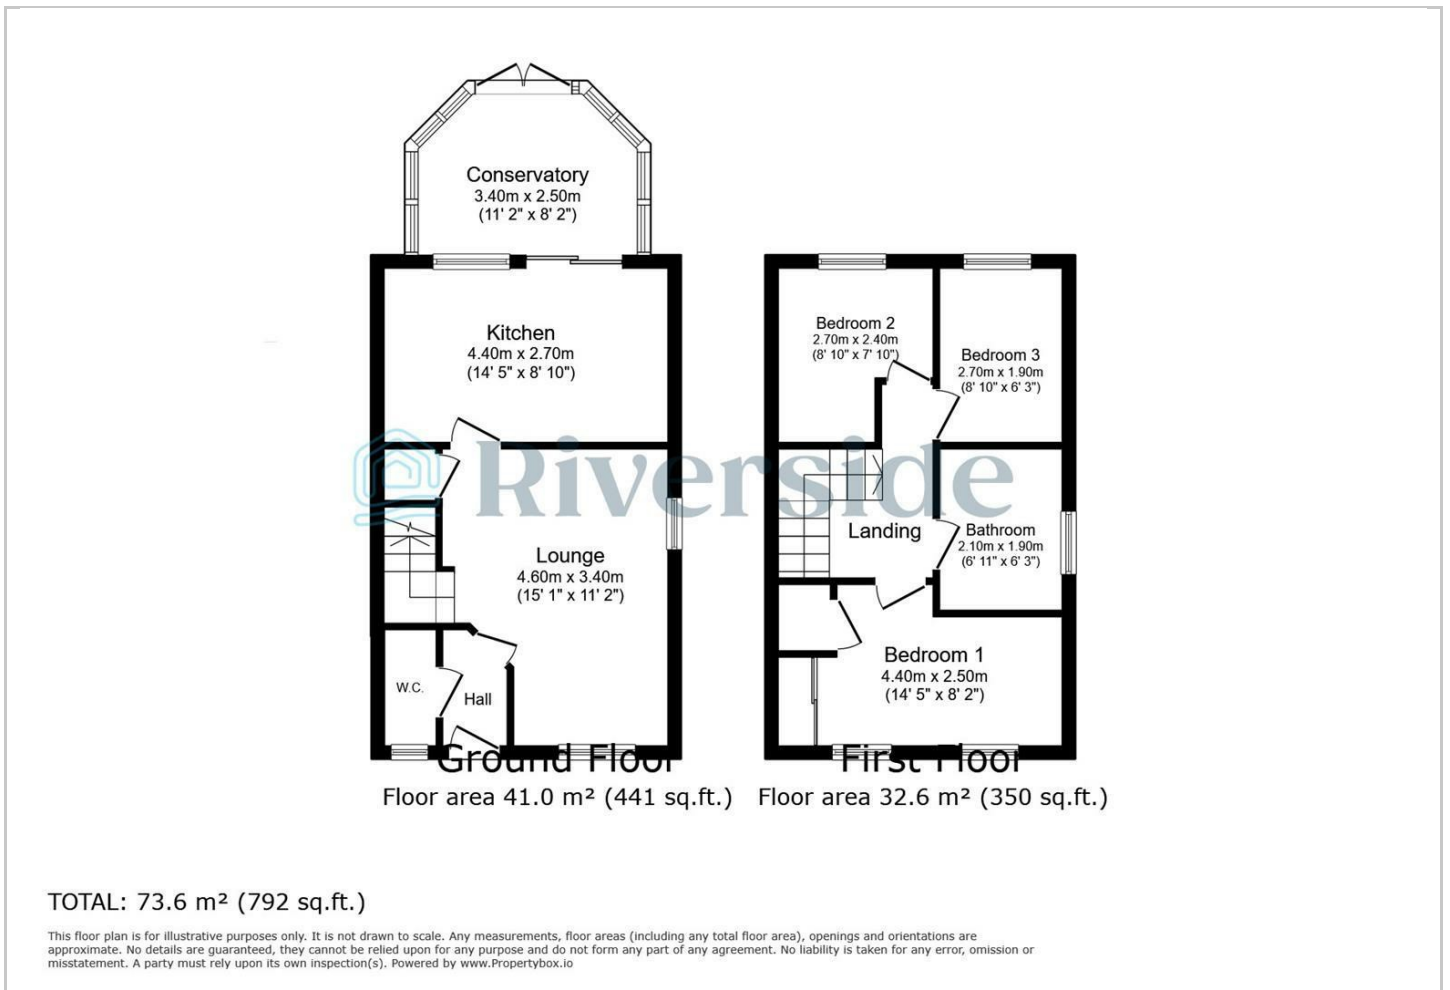 Conservatory
3.40m x 2.50m
(11' 2" x 8' 2")
Kitchen
4.40m x 2.70m
(14' 5" x 8' 10")
Bedroom 2
2.70m x 2.40m
(8' 10" x 7' 10")
Bedroom 3
2.70m x 1.90m
(8' 10" x 6' 3")
Riverside
Lounge
4.60m x 3.40m
(15' 1" x 11' 2")
Landing
Bathroom
2.10m x 1.90m
(6' 11" x 6' 3")
W.C.
Hall
Bedroom 1
4.40m x 2.50m
(14' 5" x 8' 2")
Ground Floor
Floor area 41.0 m² (441 sq.ft.)
First Floor
Floor area 32.6 m² (350 sq.ft.)
TOTAL: 73.6 m² (792 sq.ft.)
This floor plan is for illustrative purposes only. It is not drawn to scale. Any measurements, floor areas (including any total floor area), openings and orientations are
approximate. No details are guaranteed, they cannot be relied upon for any purpose and do not form any part of any agreement. No liability is taken for any error, omission or
misstatement. A party must rely upon its own inspection(s). Powered by www.Propertybox.io